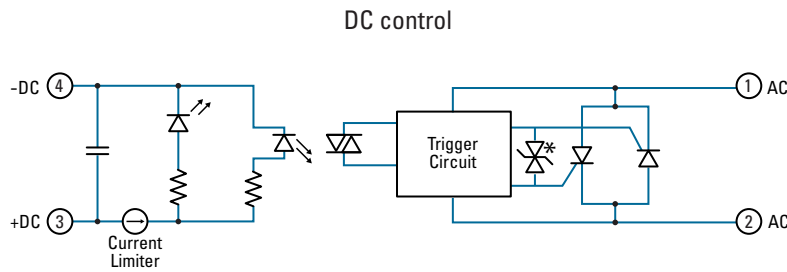 DC control
-DC 4
1 AC
Trigger
Circuit
*
+DC 3
2 AC
Current
Limiter